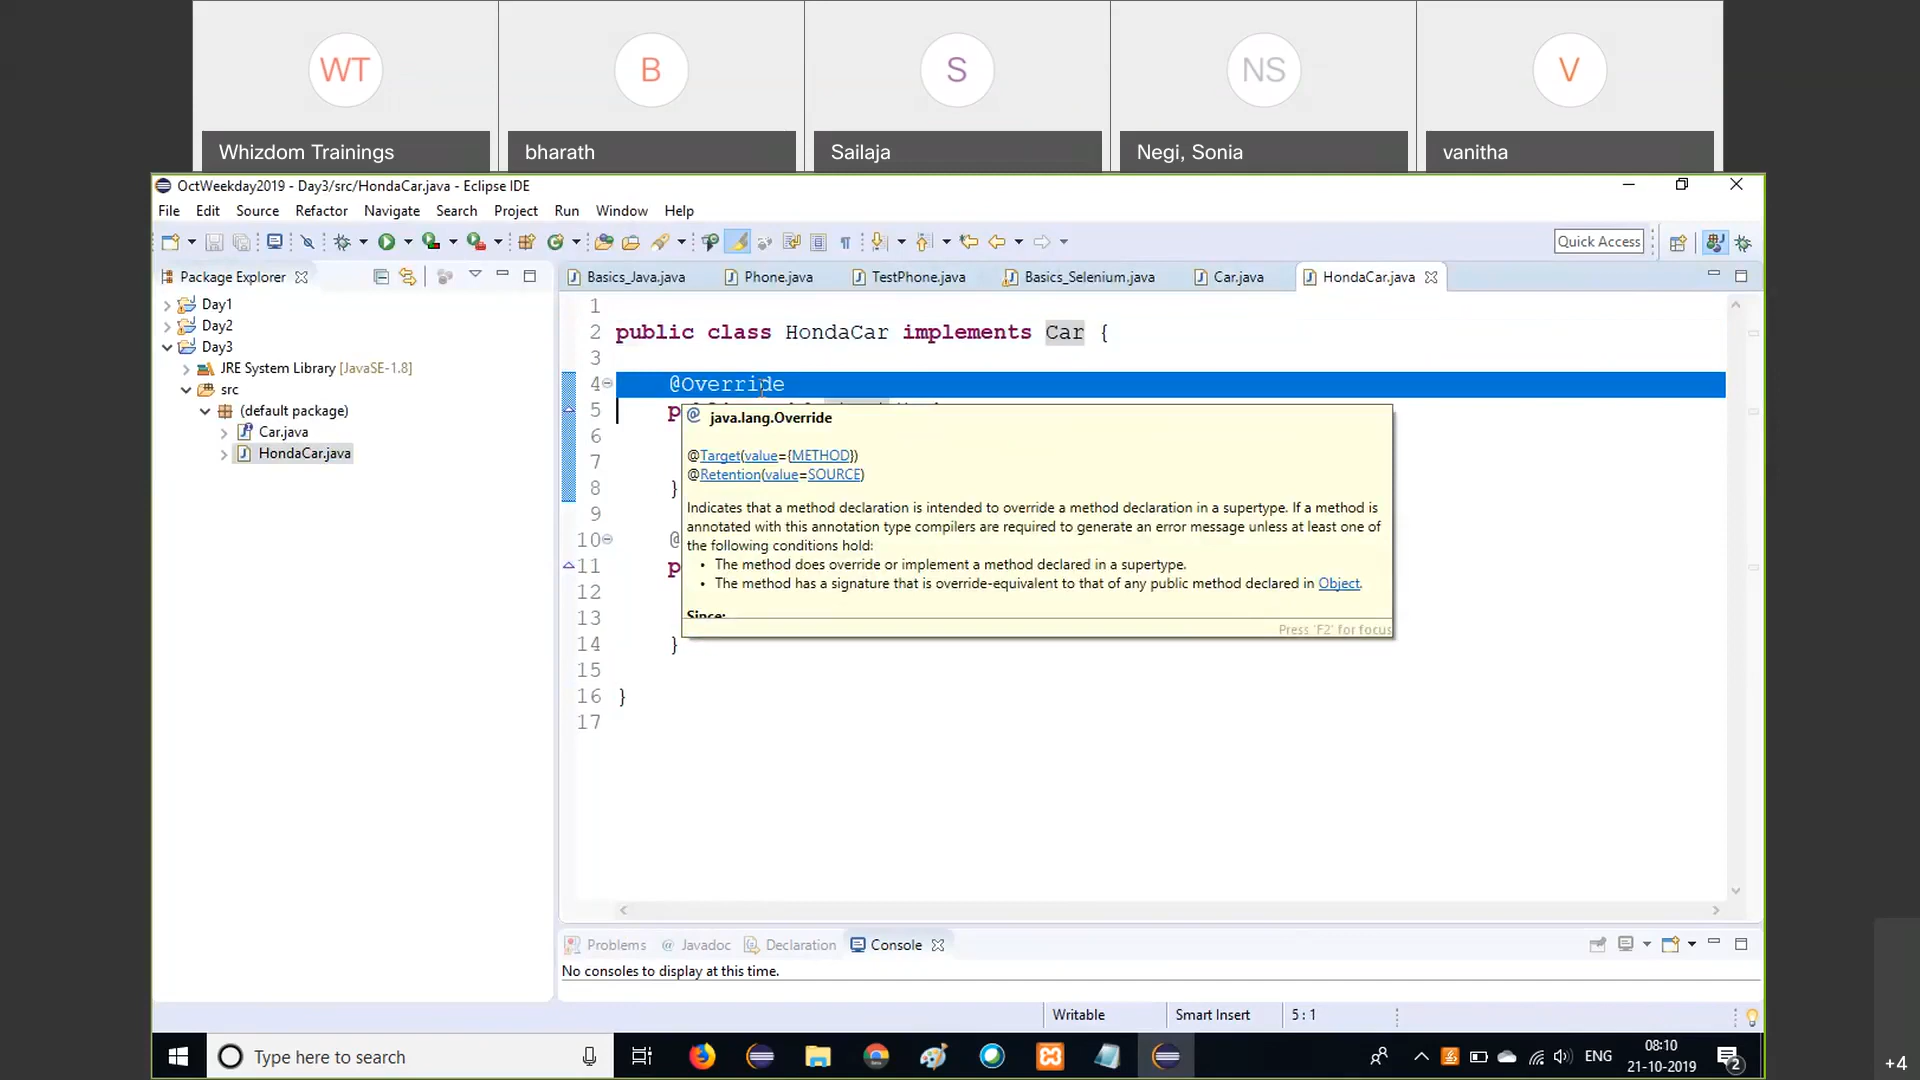 WT
B
S
NS
V
Whizdom Trainings
bharath
Sailaja
Negi, Sonia
vanitha
OctWeekday2019 - Day3/src/HondaCar.java - Eclipse IDE
File Edit Source Refactor Navigate Search Project Run Window Help
Quick Access
Package Explorer
Basics_Java.java Phone.java TestPhone.java Basics_Selenium.java Car.java HondaCar.java
Day1
Day2
Day3
JRE System Library [JavaSE-1.8]
src
(default package)
Car.java
HondaCar.java
1
2 public class HondaCar implements Car {
3
4 @Override
5 p
6
7
8 }
9
10 @
11 p
12
13
14 }
15
16 }
17
@ java.lang.Override
@Target(value={METHOD})
@Retention(value=SOURCE)
Indicates that a method declaration is intended to override a method declaration in a supertype. If a method is
annotated with this annotation type compilers are required to generate an error message unless at least one of
the following conditions hold:
• The method does override or implement a method declared in a supertype.
• The method has a signature that is override-equivalent to that of any public method declared in Object.
Since:
Press 'F2' for focus
Problems @ Javadoc Declaration Console
No consoles to display at this time.
Writable Smart Insert 5 : 1
Type here to search
ENG
08:10
21-10-2019
2
+4